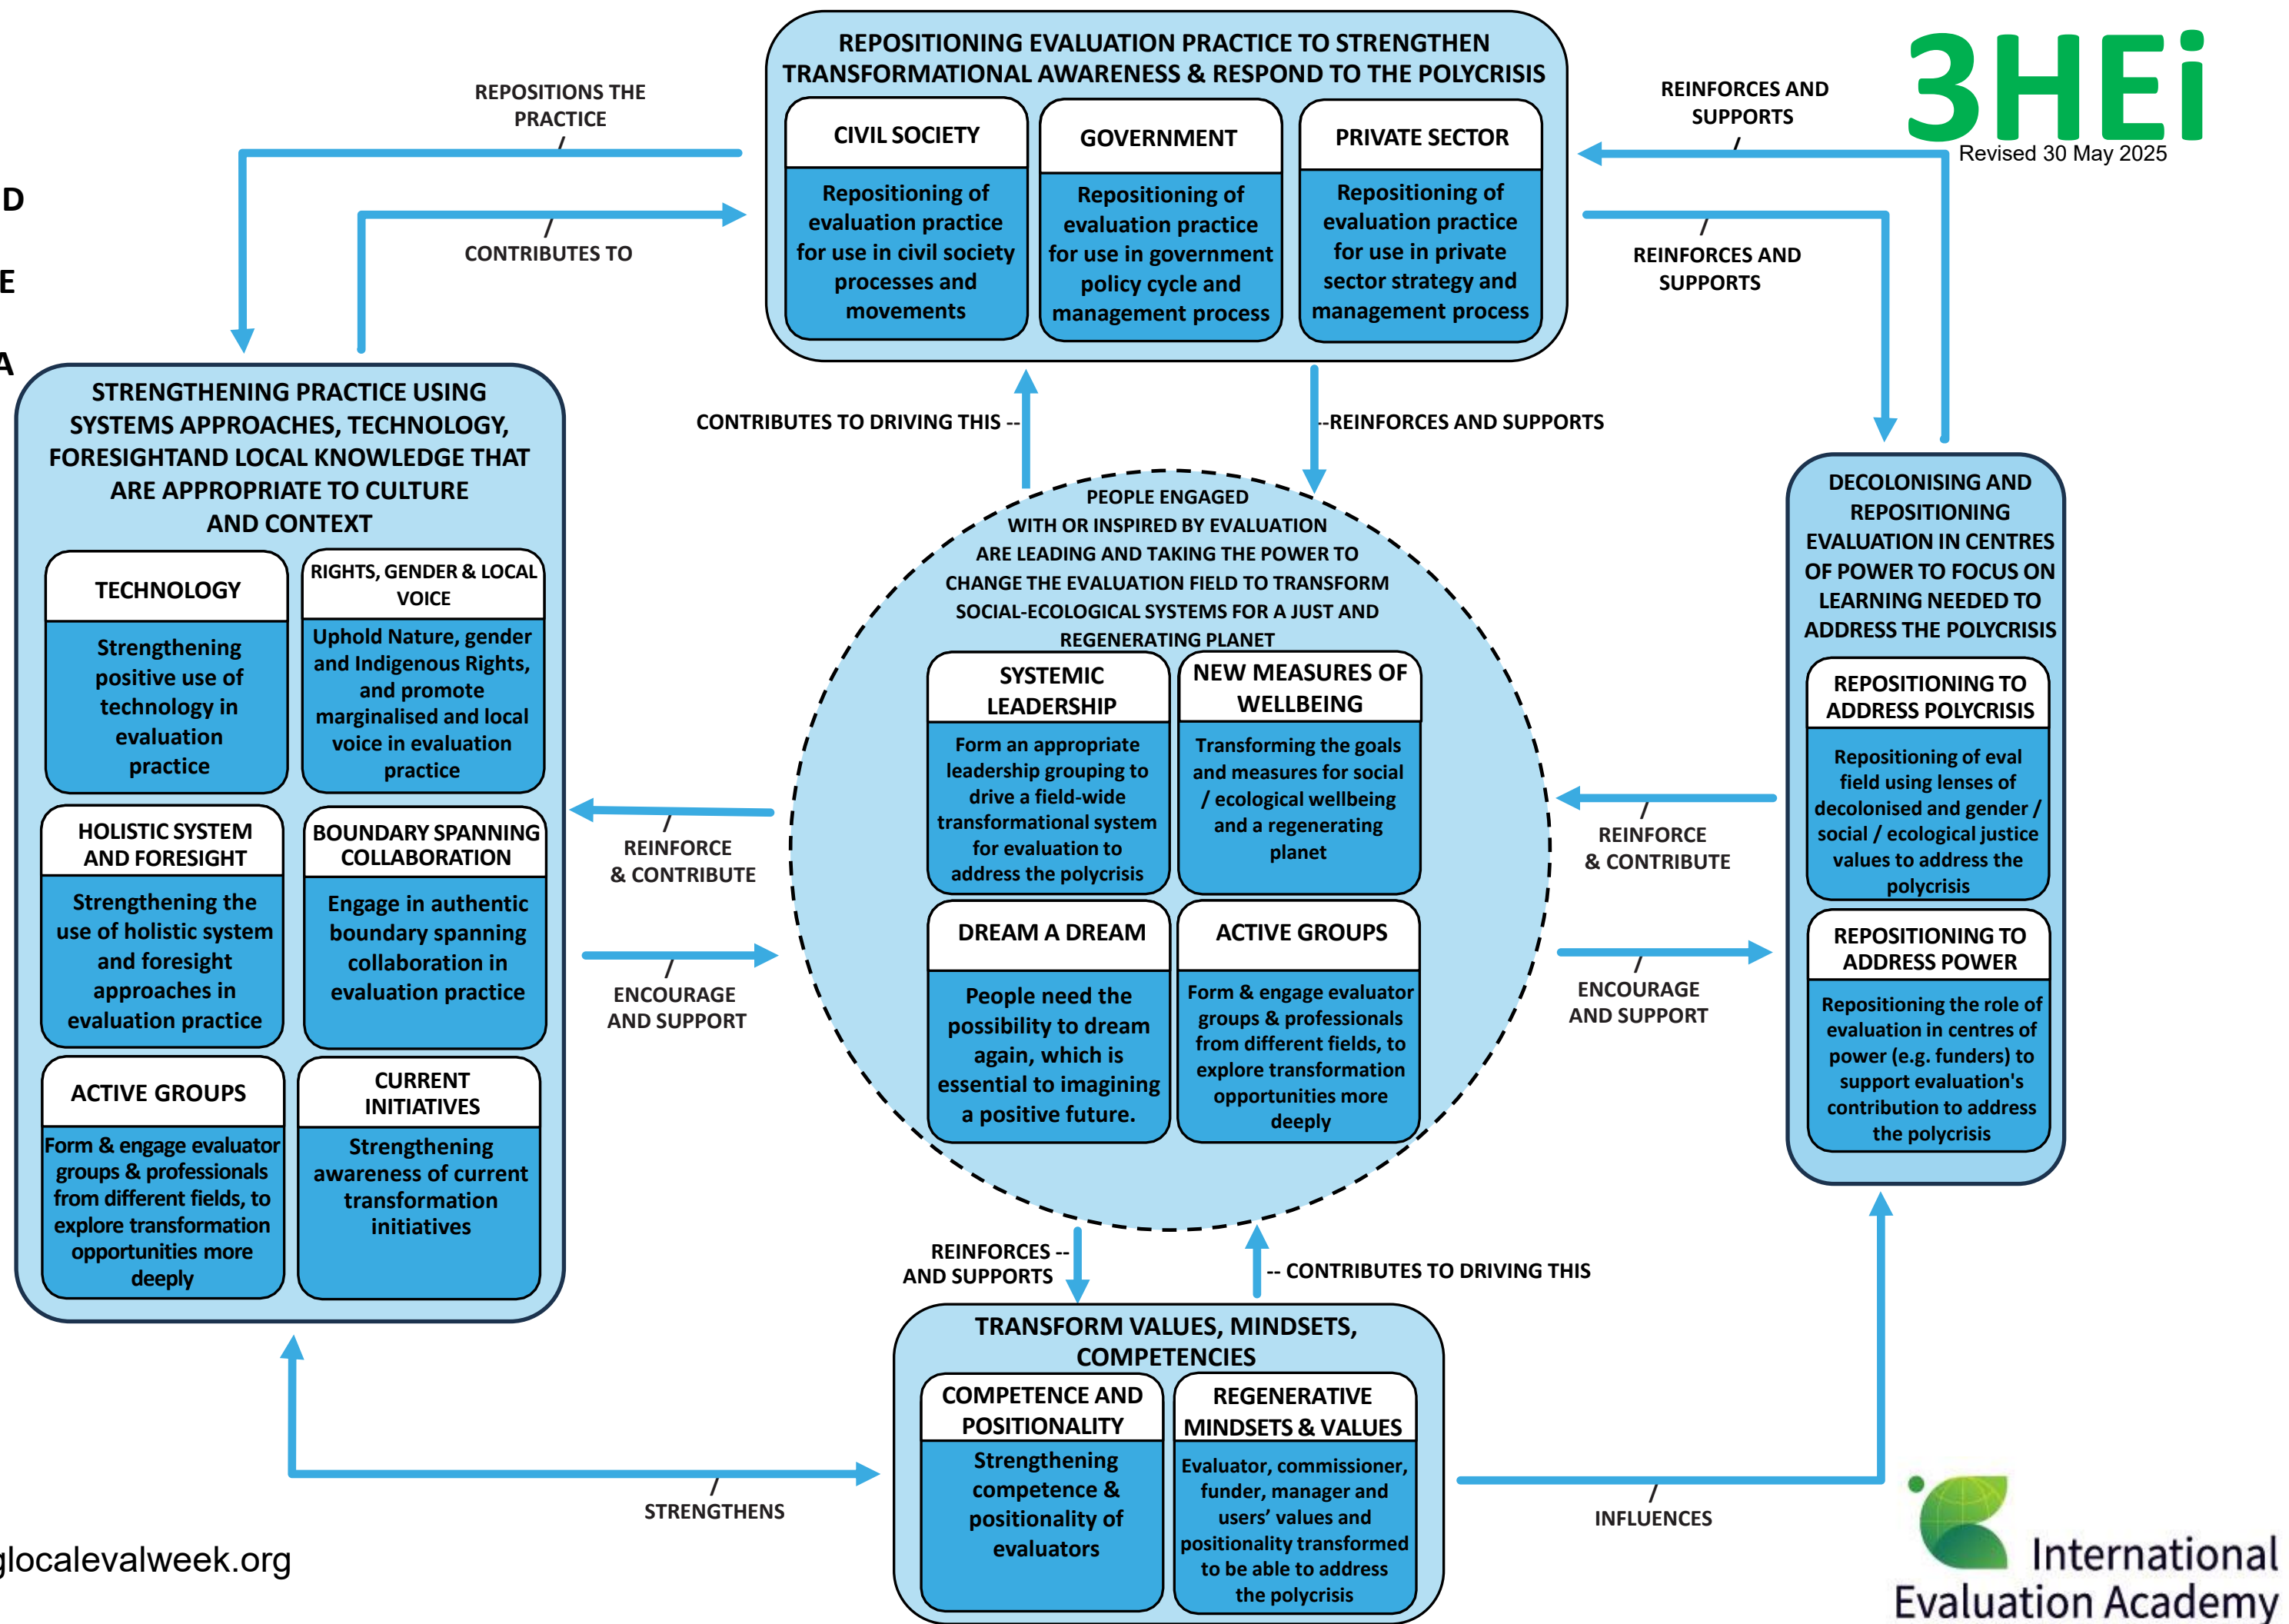 REPOSITIONING EVALUATION PRACTICE TO STRENGTHEN
TRANSFORMATIONAL AWARENESS & RESPOND TO THE POLYCRISIS
CIVIL SOCIETY
Repositioning of
evaluation practice
for use in civil society
processes and
movements
GOVERNMENT
Repositioning of
evaluation practice
for use in government
policy cycle and
management process
PRIVATE SECTOR
Repositioning of
evaluation practice
for use in private
sector strategy and
management process
3HEi
Revised 30 May 2025
REPOSITIONS THE
PRACTICE
/
/
CONTRIBUTES TO
REINFORCES AND
SUPPORTS
/
/
REINFORCES AND
SUPPORTS
D
E
A
CONTRIBUTES TO DRIVING THIS --
--REINFORCES AND SUPPORTS
STRENGTHENING PRACTICE USING
SYSTEMS APPROACHES, TECHNOLOGY,
FORESIGHTAND LOCAL KNOWLEDGE THAT
ARE APPROPRIATE TO CULTURE
AND CONTEXT
TECHNOLOGY
Strengthening
positive use of
technology in
evaluation
practice
RIGHTS, GENDER & LOCAL
VOICE
Uphold Nature, gender
and Indigenous Rights,
and promote
marginalised and local
voice in evaluation
practice
HOLISTIC SYSTEM
AND FORESIGHT
Strengthening the
use of holistic system
and foresight
approaches in
evaluation practice
BOUNDARY SPANNING
COLLABORATION
Engage in authentic
boundary spanning
collaboration in
evaluation practice
ACTIVE GROUPS
Form & engage evaluator
groups & professionals
from different fields, to
explore transformation
opportunities more
deeply
CURRENT
INITIATIVES
Strengthening
awareness of current
transformation
initiatives
/
REINFORCE
& CONTRIBUTE
/
ENCOURAGE
AND SUPPORT
PEOPLE ENGAGED
WITH OR INSPIRED BY EVALUATION
ARE LEADING AND TAKING THE POWER TO
CHANGE THE EVALUATION FIELD TO TRANSFORM
SOCIAL-ECOLOGICAL SYSTEMS FOR A JUST AND
REGENERATING PLANET
SYSTEMIC
LEADERSHIP
Form an appropriate
leadership grouping to
drive a field-wide
transformational system
for evaluation to
address the polycrisis
NEW MEASURES OF
WELLBEING
Transforming the goals
and measures for social
/ ecological wellbeing
and a regenerating
planet
DREAM A DREAM
People need the
possibility to dream
again, which is
essential to imagining
a positive future.
ACTIVE GROUPS
Form & engage evaluator
groups & professionals
from different fields, to
explore transformation
opportunities more
deeply
/
REINFORCE
& CONTRIBUTE
/
ENCOURAGE
AND SUPPORT
DECOLONISING AND
REPOSITIONING
EVALUATION IN CENTRES
OF POWER TO FOCUS ON
LEARNING NEEDED TO
ADDRESS THE POLYCRISIS
REPOSITIONING TO
ADDRESS POLYCRISIS
Repositioning of eval
field using lenses of
decolonised and gender /
social / ecological justice
values to address the
polycrisis
REPOSITIONING TO
ADDRESS POWER
Repositioning the role of
evaluation in centres of
power (e.g. funders) to
support evaluation's
contribution to address
the polycrisis
REINFORCES --
AND SUPPORTS
-- CONTRIBUTES TO DRIVING THIS
TRANSFORM VALUES, MINDSETS,
COMPETENCIES
COMPETENCE AND
POSITIONALITY
Strengthening
competence &
positionality of
evaluators
REGENERATIVE
MINDSETS & VALUES
Evaluator, commissioner,
funder, manager and
users’ values and
positionality transformed
to be able to address
the polycrisis
/
STRENGTHENS
/
INFLUENCES
glocalevalweek.org
International
Evaluation Academy